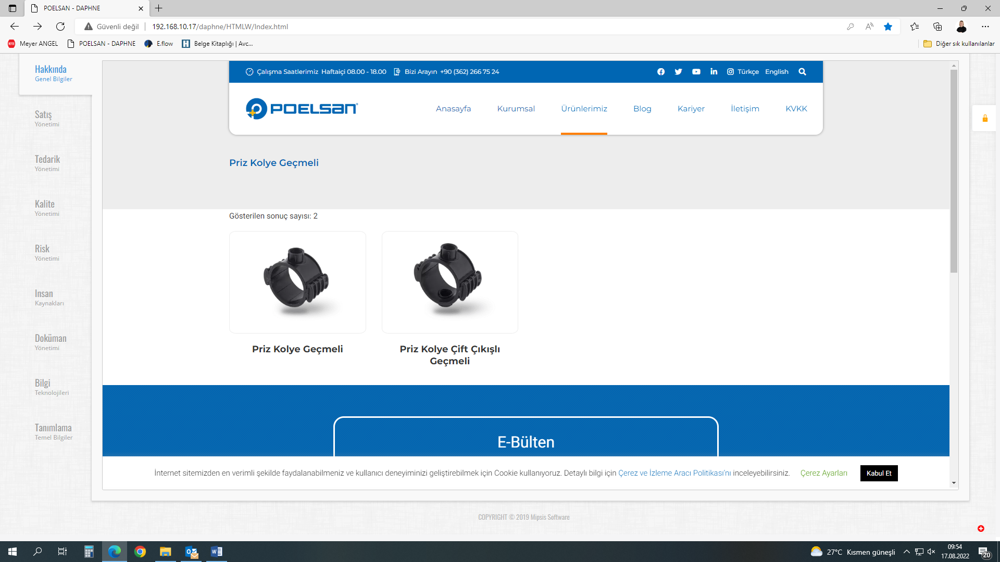 POELSAN - DAPHNE
Güvenli değil
192.168.10.17/daphne/HTMLW/Index.html
Meyer ANGEL
POELSAN - DAPHNE
E.flow
Belge Kitaplığı | Avc...
Diğer sık kullanılanlar
Hakkında
Genel Bilgiler
Satış
Yönetimi
Tedarik
Yönetimi
Kalite
Yönetimi
Risk
Yönetimi
Insan
Kaynakları
Doküman
Yönetimi
Bilgi
Teknolojileri
Tanımlama
Temel Bilgiler
Çalışma Saatlerimiz Haftaiçi 08.00 - 18.00
Bizi Arayın +90 (362) 266 75 24
Türkçe
English
POELSAN
Anasayfa
Kurumsal
Ürünlerimiz
Blog
Kariyer
İletişim
KVKK
Priz Kolye Geçmeli
Gösterilen sonuç sayısı: 2
Priz Kolye Geçmeli
Priz Kolye Çift Çıkışlı
Geçmeli
E-Bülten
İnternet sitemizden en verimli şekilde faydalanabilmeniz ve kullanıcı deneyiminizi geliştirebilmek için Cookie kullanıyoruz. Detaylı bilgi için Çerez ve İzleme Aracı Politikası'nı inceleyebilirsiniz.
Çerez Ayarları
Kabul Et
COPYRIGHT © 2019 Mipsis Software
27°C Kısmen güneşli
09:54
17.08.2022
20